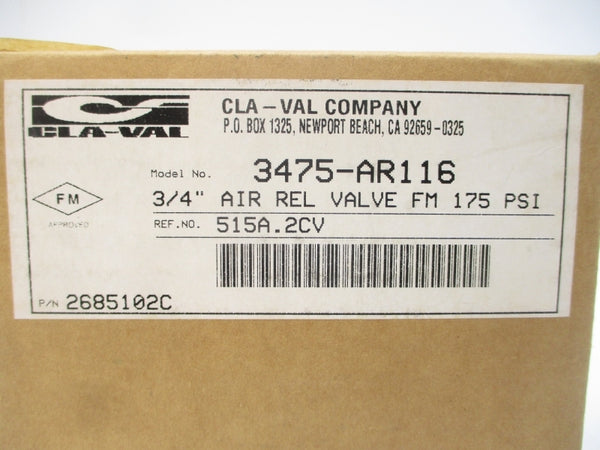 CLA-VAL
CLA-VAL COMPANY
P.O. BOX 1325, NEWPORT BEACH, CA 92659-0325
Model No. 3475-AR116
FM
APPROVED
3/4" AIR REL VALVE FM 175 PSI
REF.NO. 515A.2CV
P/N 2685102C